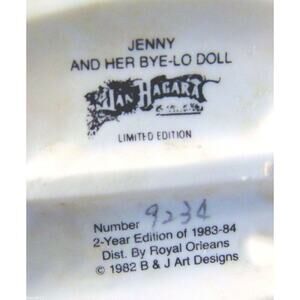 JENNY
AND HER BYE-LO DOLL
JAN HAGARA
LIMITED EDITION
Number 9234
2-Year Edition of 1983-84
Dist. By Royal Orleans
© 1982 B & J Art Designs